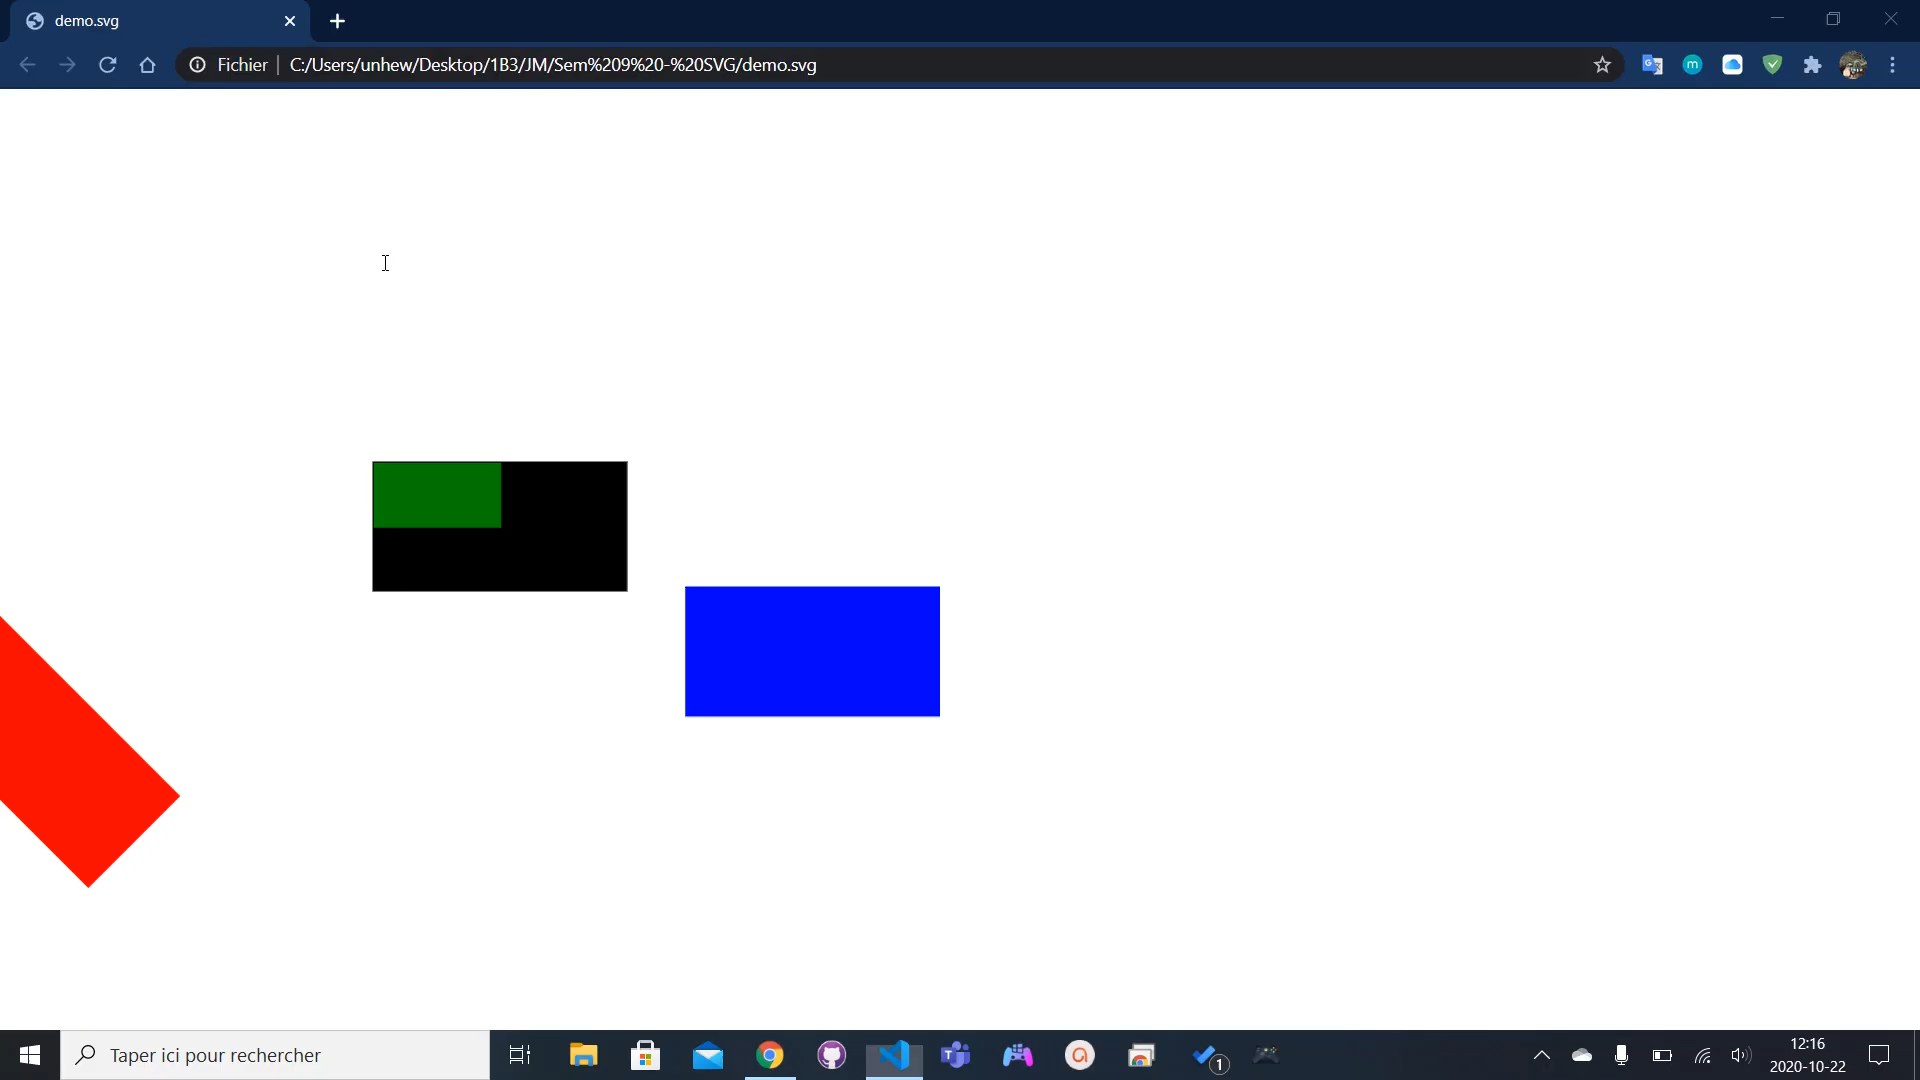 demo.svg
Fichier
C:/Users/unhew/Desktop/1B3/JM/Sem%209%20-%20SVG/demo.svg
m
Taper ici pour rechercher
1
12:16
2020-10-22